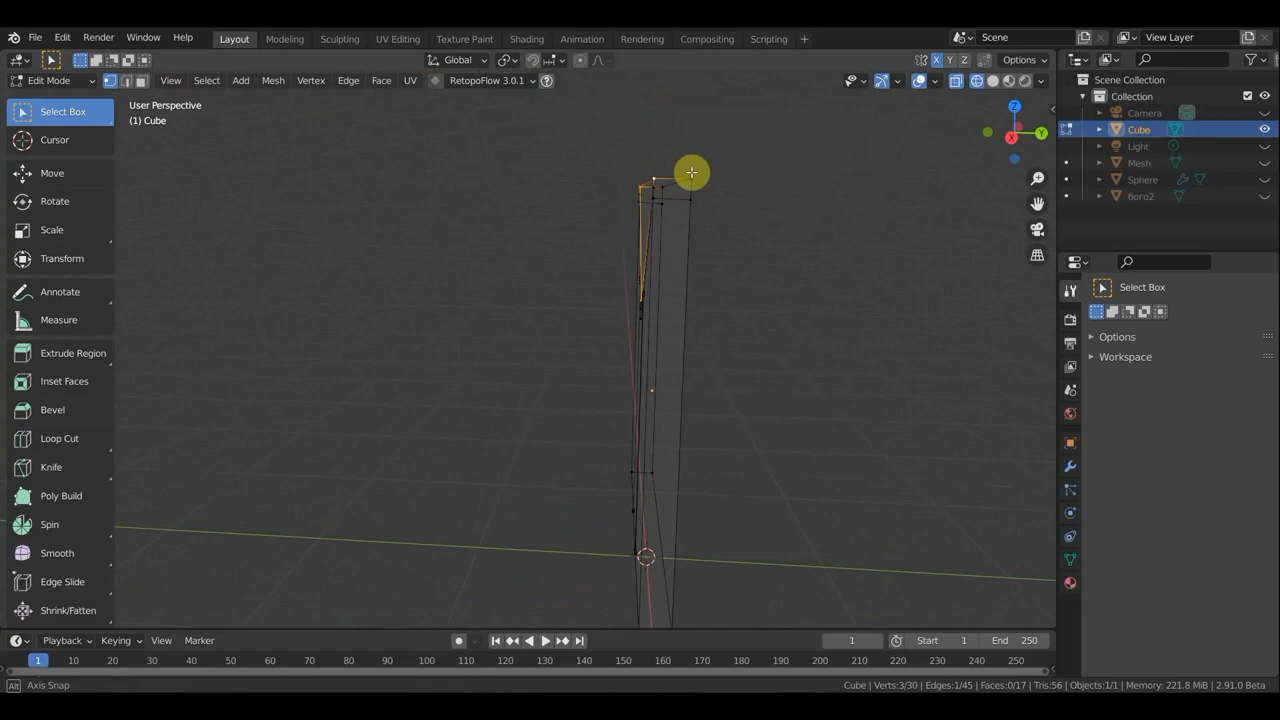 File Edit Render Window Help Layout Modeling Sculpting UV Editing Texture Paint Shading Animation Rendering Compositing Scripting + Scene View Layer
Global X Y Z Options
Edit Mode View Select Add Mesh Vertex Edge Face UV RetopoFlow 3.0.1
Scene Collection
Collection
Camera
Cube
Light
Mesh
Sphere
6oro2
User Perspective
(1) Cube
Z
Y
X
Select Box
Cursor
Move
Rotate
Scale
Transform
Annotate
Measure
Extrude Region
Inset Faces
Bevel
Loop Cut
Knife
Poly Build
Spin
Smooth
Edge Slide
Shrink/Fatten
Select Box
Options
Workspace
Playback Keying View Marker 1 Start 1 End 250
1 10 20 30 40 50 60 70 80 90 100 110 120 130 140 150 160 170 180 190 200 210 220 230 240 250
Alt Axis Snap Cube | Verts:3/30 | Edges:1/45 | Faces:0/17 | Tris:56 | Objects:1/1 | Memory: 221.8 MiB | 2.91.0 Beta